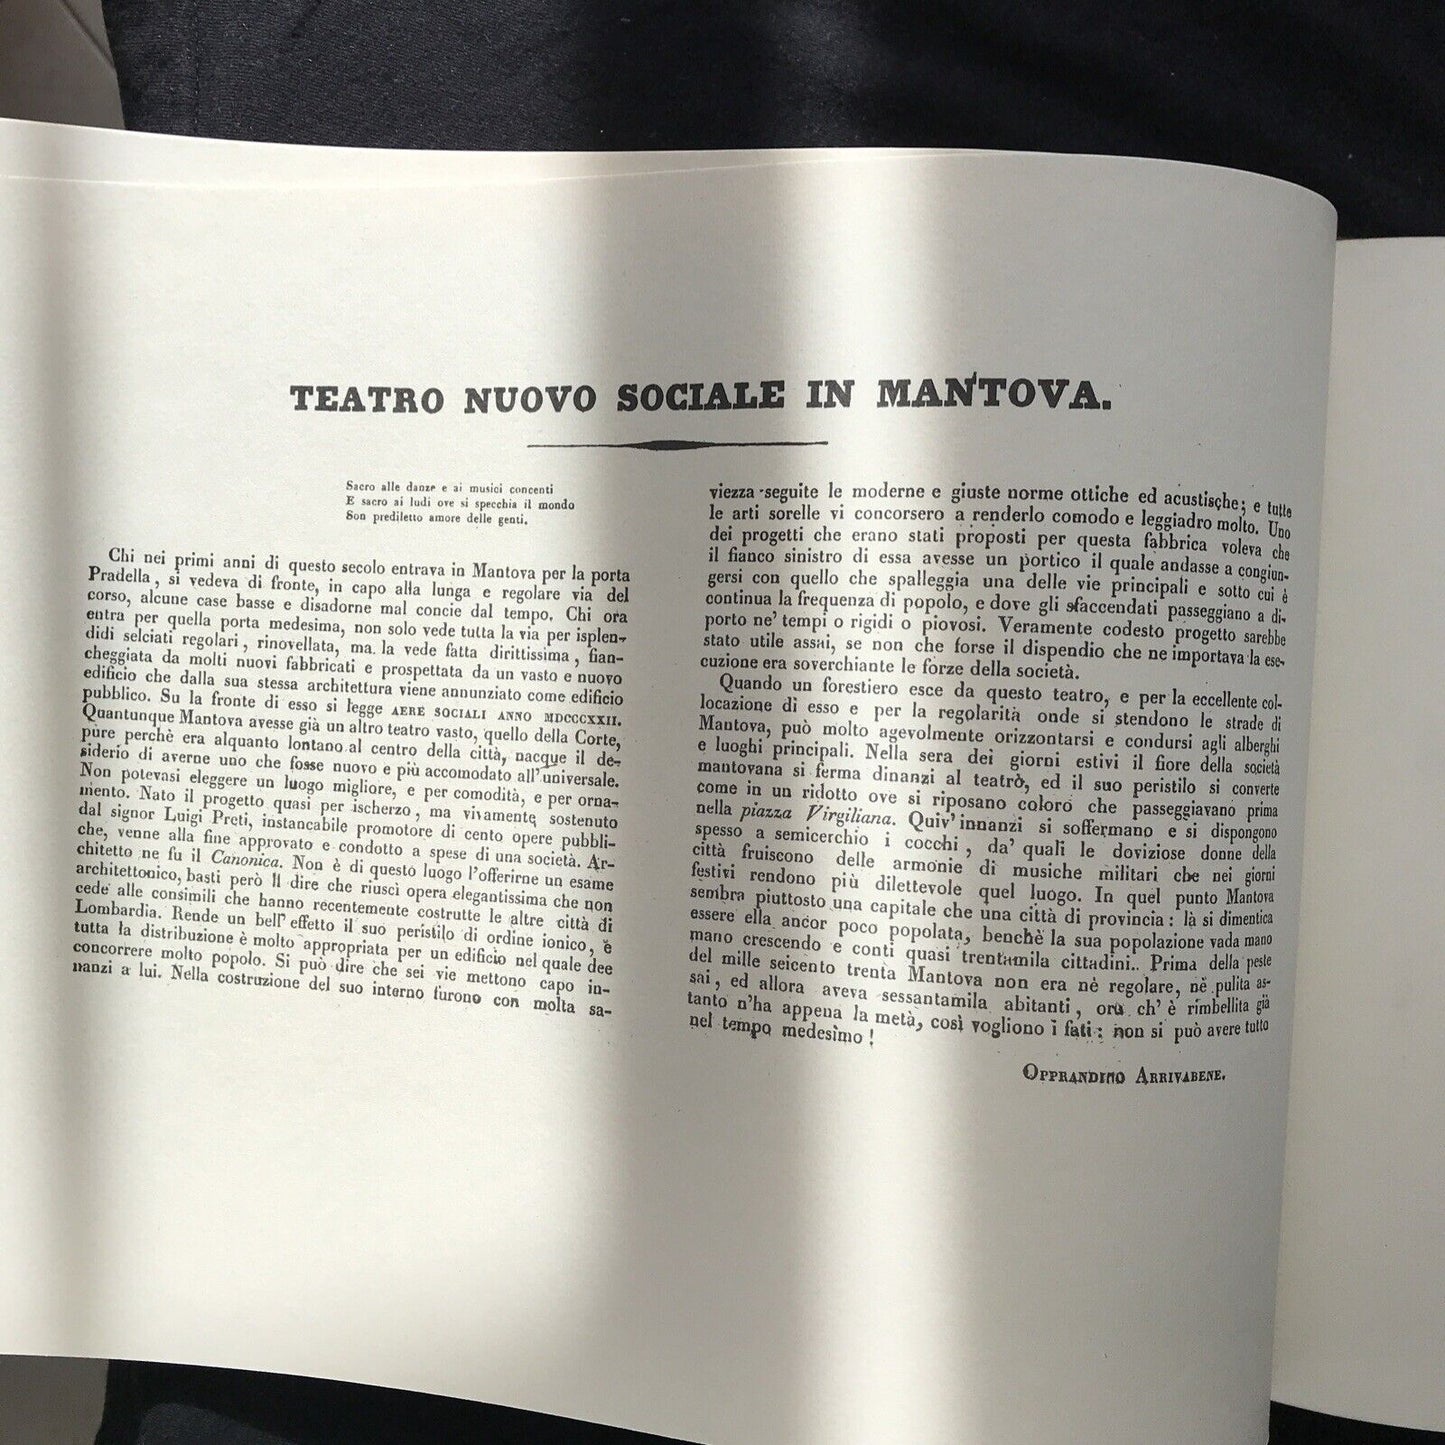 TEATRO NUOVO SOCIALE IN MANTOVA.
Sacro alle danze e ai musici concenti
E sacro ai ludi ove si specchia il mondo
Son prediletto amore delle genti.
Chi nei primi anni di questo secolo entrava in Mantova per la porta
Pradella, si vedeva di fronte, in capo alla lunga e regolare via del
corso, alcune case basse e disadorne mal concie dal tempo. Chi ora
entra per quella porta medesima, non solo vede tutta la via per isplen-
didi selciati regolari, rinovellata, ma la vede fatta dirittissima, fian-
cheggiata da molti nuovi fabbricati e prospettata da un vasto e nuovo
edificio che dalla sua stessa architettura viene annunziato come edificio
pubblico. Su la fronte di esso si legge AERE SOCIALI ANNO MDCCCXXII.
Quantunque Mantova avesse già un altro teatro vasto, quello della Corte,
pure perchè era alquanto lontano al centro della città, nacque il de-
siderio di averne uno che fosse nuovo e più accomodato all'universale.
Non potevasi eleggere un luogo migliore, e per comodità, e per orna-
mento. Nato il progetto quasi per ischerzo, ma vivamente sostenuto
dal signor Luigi Preti, instancabile promotore di cento opere pubbli-
che, venne alla fine approvato e condotto a spese di una società. Ar-
chitetto ne fu il Canonica. Non è di questo luogo l'offerirne un esame
architettonico, basti però il dire che riuscì opera elegantissima che non
cede alle consimili che hanno recentemente costrutte le altre città di
Lombardia. Rende un bell' effetto il suo peristilo di ordine ionico, e
tutta la distribuzione è molto appropriata per un edificio nel quale dee
concorrere molto popolo. Si può dire che sei vie mettono capo in-
nanzi a lui. Nella costruzione del suo interno furono con molta sa-
viezza seguite le moderne e giuste norme ottiche ed acustische; e tutte
le arti sorelle vi concorsero a renderlo comodo e leggiadro molto. Uno
dei progetti che erano stati proposti per questa fabbrica voleva che
il fianco sinistro di essa avesse un portico il quale andasse a congiun-
gersi con quello che spalleggia una delle vie principali e sotto cui è
continua la frequenza di popolo, e dove gli sfaccendati passeggiano a di-
porto ne' tempi o rigidi o piovosi. Veramente codesto progetto sarebbe
stato utile assai, se non che forse il dispendio che ne importava la ese-
cuzione era soverchiante le forze della società.
Quando un forestiero esce da questo teatro, e per la eccellente col-
locazione di esso e per la regolarità onde si stendono le strade di
Mantova, può molto agevolmente orizzontarsi e condursi agli alberghi
e luoghi principali. Nella sera dei giorni estivi il fiore della società
mantovana si ferma dinanzi al teatro, ed il suo peristilo si converte
come in un ridotto ove si riposano coloro che passeggiavano prima
nella piazza Virgiliana. Quiv' innanzi si soffermano e si dispongono
spesso a semicerchio i cocchi, da' quali le doviziose donne della
città fruiscono delle armonie di musiche militari che nei giorni
festivi rendono più dilettevole quel luogo. In quel punto Mantova
sembra piuttosto una capitale che una città di provincia: là si dimentica
essere ella ancor poco popolata, benchè la sua popolazione vada mano
mano crescendo e conti quasi trentamila cittadini. Prima della peste
del mille seicento trenta Mantova non era nè regolare, nè pulita as-
sai, ed allora aveva sessantamila abitanti, ora ch' è rimbellita già
tanto n'ha appena la metà, così vogliono i fati: non si può avere tutto
nel tempo medesimo!
OPPRANDINO ARRIVABENE.